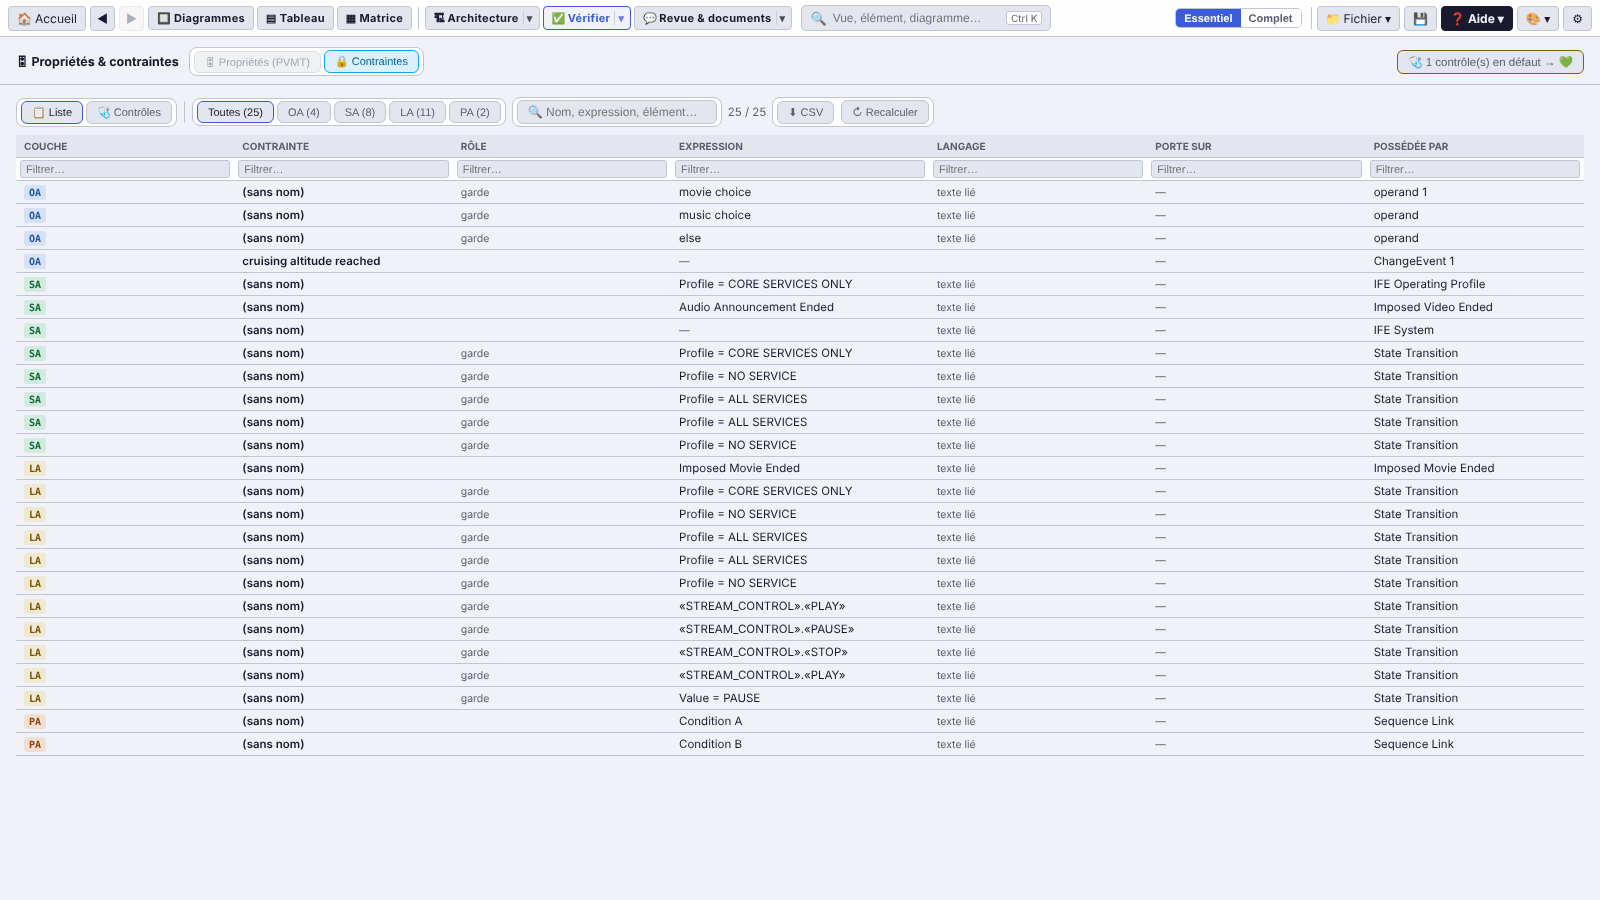 🏠 Accueil ◀ ▶ 🔲 Diagrammes ▤ Tableau ▦ Matrice 🏗 Architecture ▾ ✅ Vérifier ▾ 💬 Revue & documents ▾ 🔍 Vue, élément, diagramme… Ctrl K Essentiel Complet 📁 Fichier ▾ 💾 ❓ Aide ▾ 🎨 ▾ ⚙
🎛 Propriétés & contraintes 🎛 Propriétés (PVMT) 🔒 Contraintes 🩺 1 contrôle(s) en défaut → 💚
📋 Liste 🩺 Contrôles Toutes (25) OA (4) SA (8) LA (11) PA (2) 🔍 Nom, expression, élément… 25 / 25 ⬇ CSV ↻ Recalculer
COUCHE CONTRAINTE RÔLE EXPRESSION LANGAGE PORTE SUR POSSÉDÉE PAR
Filtrer… Filtrer… Filtrer… Filtrer… Filtrer… Filtrer… Filtrer…
OA (sans nom) garde movie choice texte lié — operand 1
OA (sans nom) garde music choice texte lié — operand
OA (sans nom) garde else texte lié — operand
OA cruising altitude reached — — ChangeEvent 1
SA (sans nom) Profile = CORE SERVICES ONLY texte lié — IFE Operating Profile
SA (sans nom) Audio Announcement Ended texte lié — Imposed Video Ended
SA (sans nom) — texte lié — IFE System
SA (sans nom) garde Profile = CORE SERVICES ONLY texte lié — State Transition
SA (sans nom) garde Profile = NO SERVICE texte lié — State Transition
SA (sans nom) garde Profile = ALL SERVICES texte lié — State Transition
SA (sans nom) garde Profile = ALL SERVICES texte lié — State Transition
SA (sans nom) garde Profile = NO SERVICE texte lié — State Transition
LA (sans nom) Imposed Movie Ended texte lié — Imposed Movie Ended
LA (sans nom) garde Profile = CORE SERVICES ONLY texte lié — State Transition
LA (sans nom) garde Profile = NO SERVICE texte lié — State Transition
LA (sans nom) garde Profile = ALL SERVICES texte lié — State Transition
LA (sans nom) garde Profile = ALL SERVICES texte lié — State Transition
LA (sans nom) garde Profile = NO SERVICE texte lié — State Transition
LA (sans nom) garde «STREAM_CONTROL».«PLAY» texte lié — State Transition
LA (sans nom) garde «STREAM_CONTROL».«PAUSE» texte lié — State Transition
LA (sans nom) garde «STREAM_CONTROL».«STOP» texte lié — State Transition
LA (sans nom) garde «STREAM_CONTROL».«PLAY» texte lié — State Transition
LA (sans nom) garde Value = PAUSE texte lié — State Transition
PA (sans nom) Condition A texte lié — Sequence Link
PA (sans nom) Condition B texte lié — Sequence Link